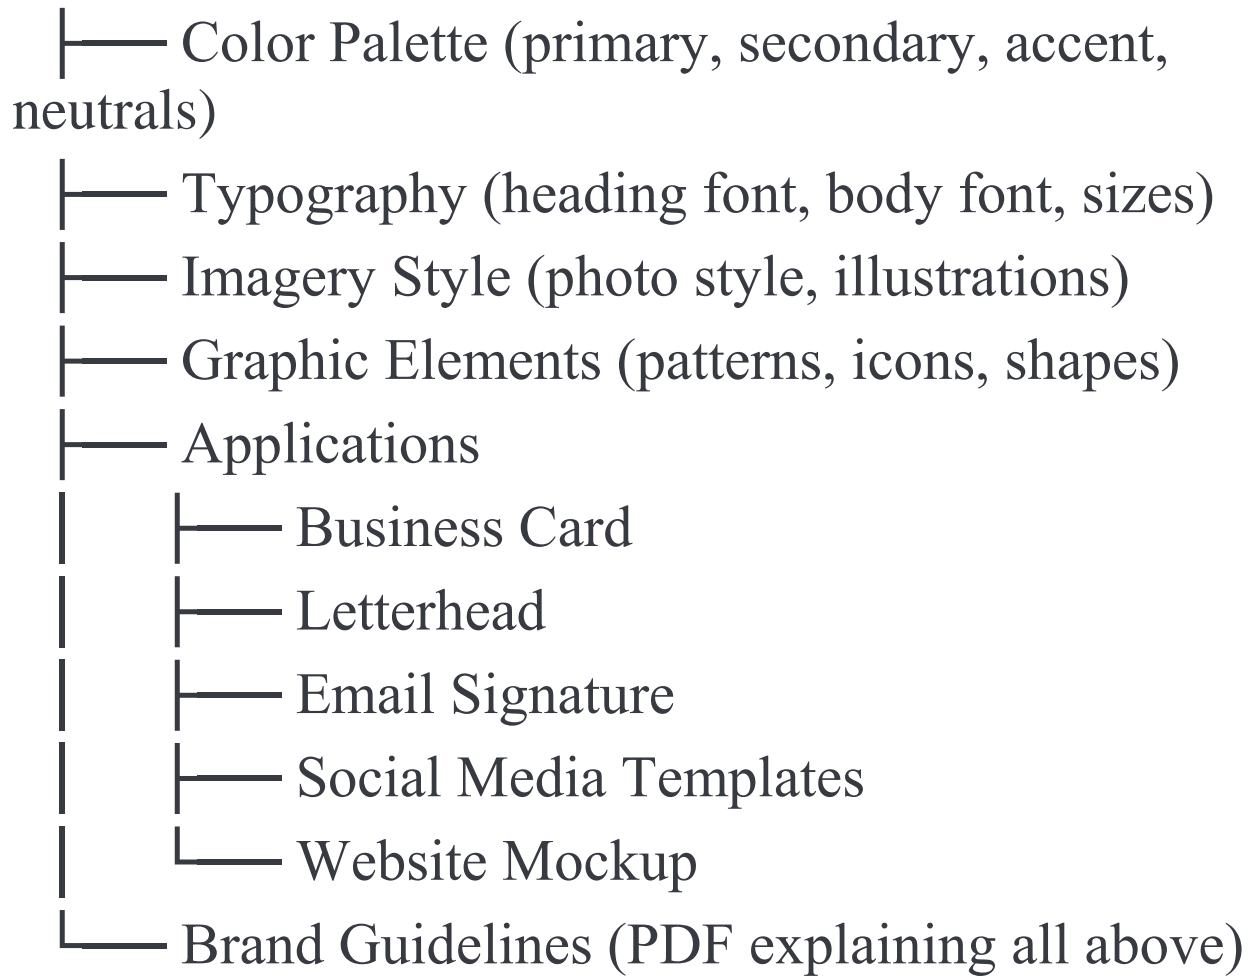 ├── Color Palette (primary, secondary, accent,
neutrals)
├── Typography (heading font, body font, sizes)
├── Imagery Style (photo style, illustrations)
├── Graphic Elements (patterns, icons, shapes)
├── Applications
│   ├── Business Card
│   ├── Letterhead
│   ├── Email Signature
│   ├── Social Media Templates
│   └── Website Mockup
└── Brand Guidelines (PDF explaining all above)